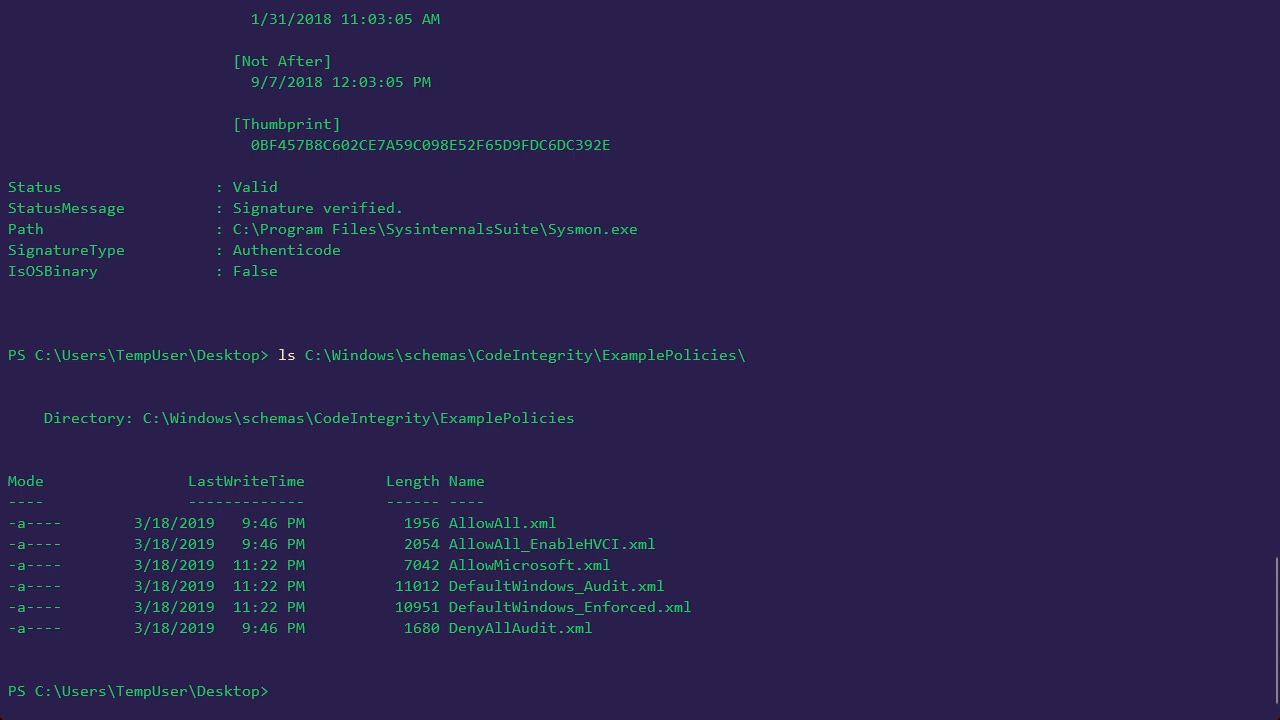 1/31/2018 11:03:05 AM
[Not After]
9/7/2018 12:03:05 PM
[Thumbprint]
0BF457B8C602CE7A59C098E52F65D9FDC6DC392E
Status : Valid
StatusMessage : Signature verified.
Path : C:\Program Files\SysinternalsSuite\Sysmon.exe
SignatureType : Authenticode
IsOSBinary : False
PS C:\Users\TempUser\Desktop> ls C:\Windows\schemas\CodeIntegrity\ExamplePolicies\
Directory: C:\Windows\schemas\CodeIntegrity\ExamplePolicies
Mode LastWriteTime Length Name
---- ------------- ------ ----
-a---- 3/18/2019 9:46 PM 1956 AllowAll.xml
-a---- 3/18/2019 9:46 PM 2054 AllowAll_EnableHVCI.xml
-a---- 3/18/2019 11:22 PM 7042 AllowMicrosoft.xml
-a---- 3/18/2019 11:22 PM 11012 DefaultWindows_Audit.xml
-a---- 3/18/2019 11:22 PM 10951 DefaultWindows_Enforced.xml
-a---- 3/18/2019 9:46 PM 1680 DenyAllAudit.xml
PS C:\Users\TempUser\Desktop>